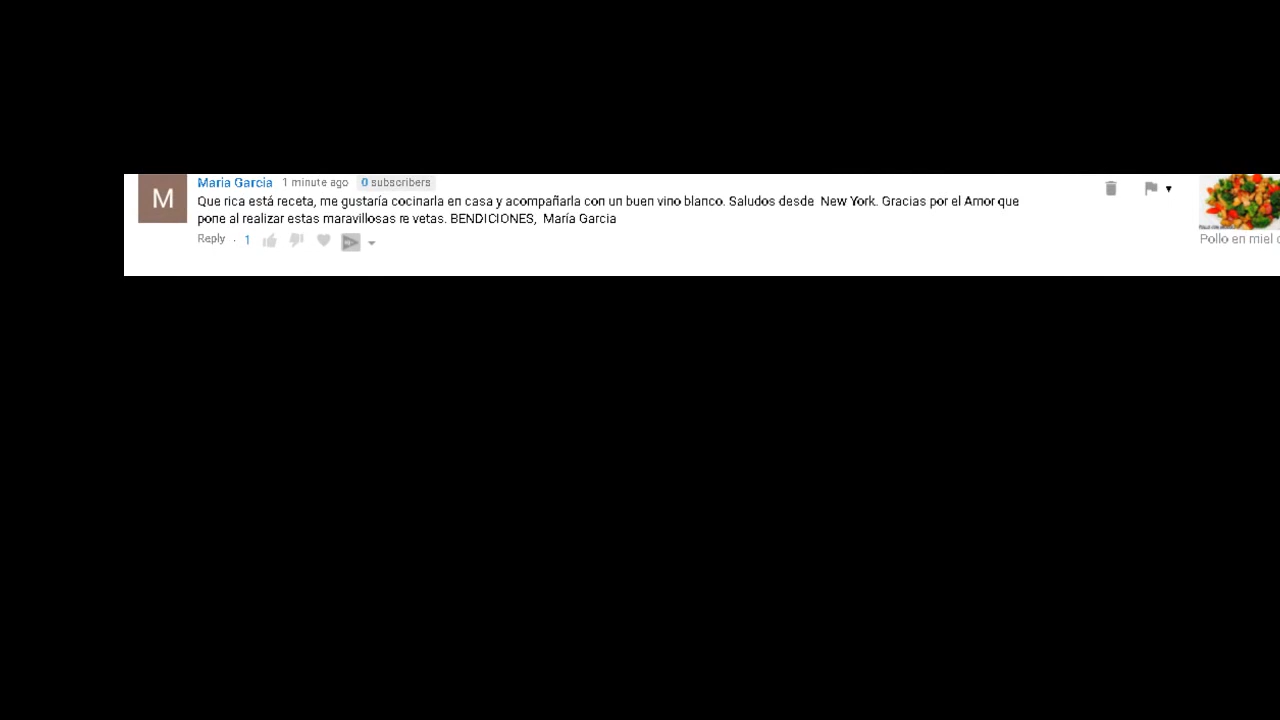 M
Maria Garcia 1 minute ago 0 subscribers
Que rica está receta, me gustaría cocinarla en casa y acompañarla con un buen vino blanco. Saludos desde New York. Gracias por el Amor que
pone al realizar estas maravillosas re vetas. BENDICIONES, María Garcia
Reply · 1
Pollo en miel